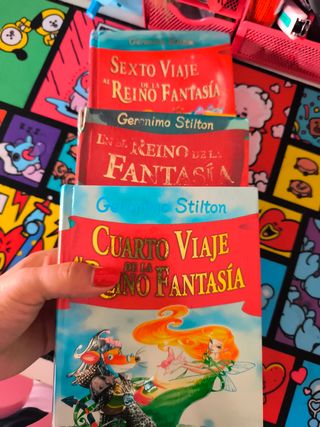 Geronimo Stilton
SEXTO VIAJE
AL REINO DE LA FANTASÍA
Geronimo Stilton
EN EL REINO DE LA
FANTASÍA
Geronimo Stilton
CUARTO VIAJE
AL REINO DE LA FANTASÍA